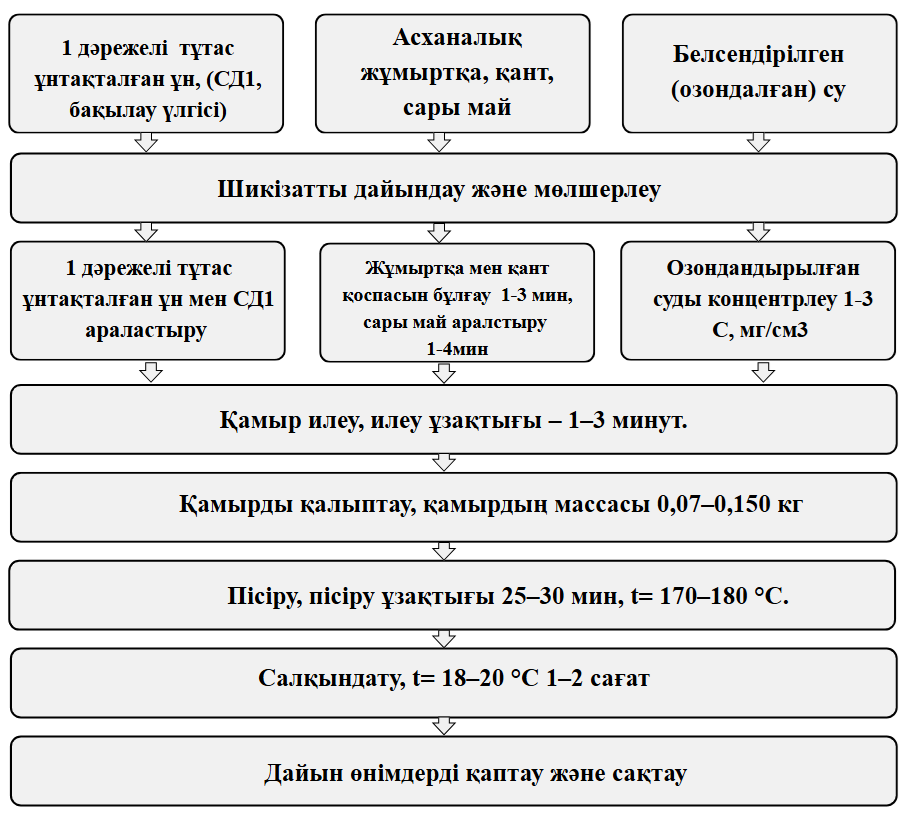 1 дәрежелі тұтас
ұнтақталған ұн, (СД1,
бақылау үлгісі)
Асханалық
жұмыртқа, қант,
сары май
Белсендірілген
(озондалған) су
Шикізатты дайындау және мөлшерлеу
1 дәрежелі тұтас
ұнтақталған ұн мен СД1
араластыру
Жұмыртқа мен қант
қоспасын бұлғау 1-3 мин,
сары май аралстыру
1-4мин
Озондандырылған
суды концентрлеу 1-3
С, мг/см3
Қамыр илеу, илеу ұзақтығы – 1–3 минут.
Қамырды қалыптау, қамырдың массасы 0,07–0,150 кг
Пісіру, пісіру ұзақтығы 25–30 мин, t= 170–180 °С.
Салқындату, t= 18–20 °С 1–2 сағат
Дайын өнімдерді қаптау және сақтау